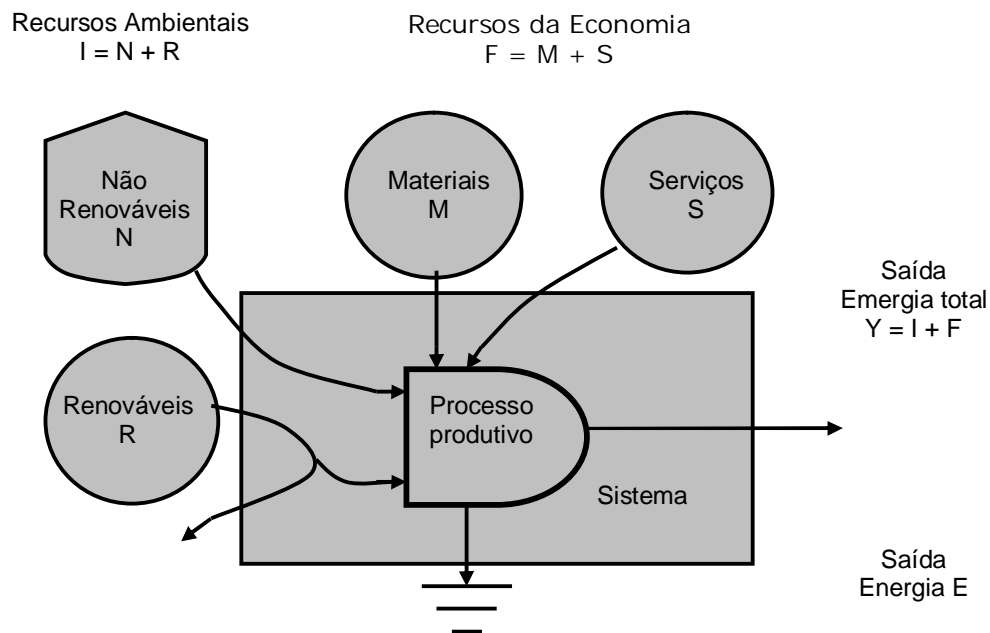 Recursos Ambientais
I = N + R
Recursos da Economia
F = M + S
Não
Renováveis
N
Materiais
M
Serviços
S
Saída
Emergia total
Y = I + F
Renováveis
R
Processo
produtivo
Sistema
Saída
Energia E